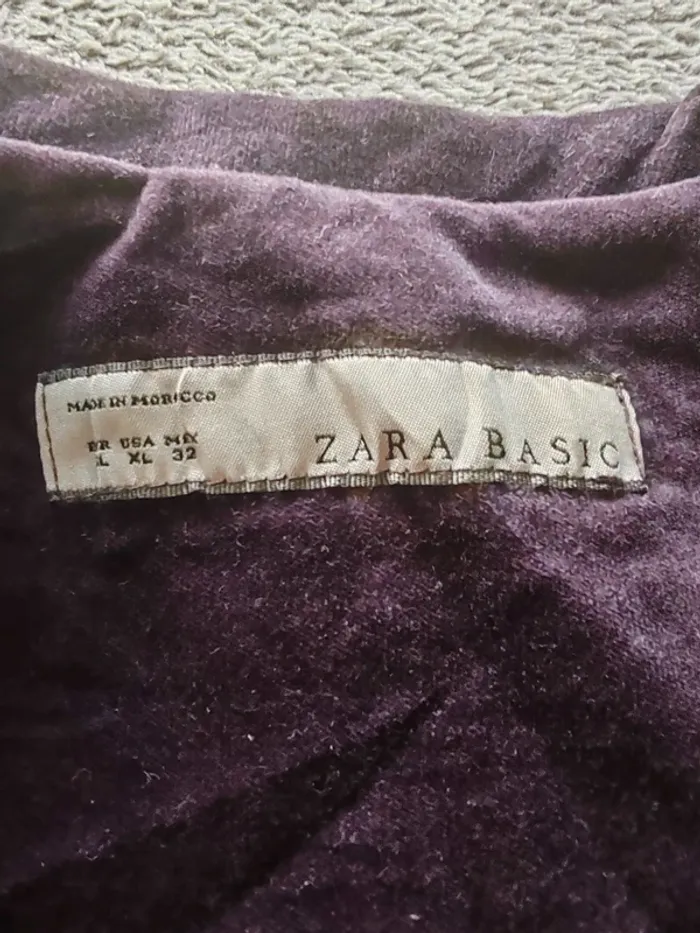 MADE IN MOROCCO
EUR USA MEX
L XL 32
ZARA BASIC